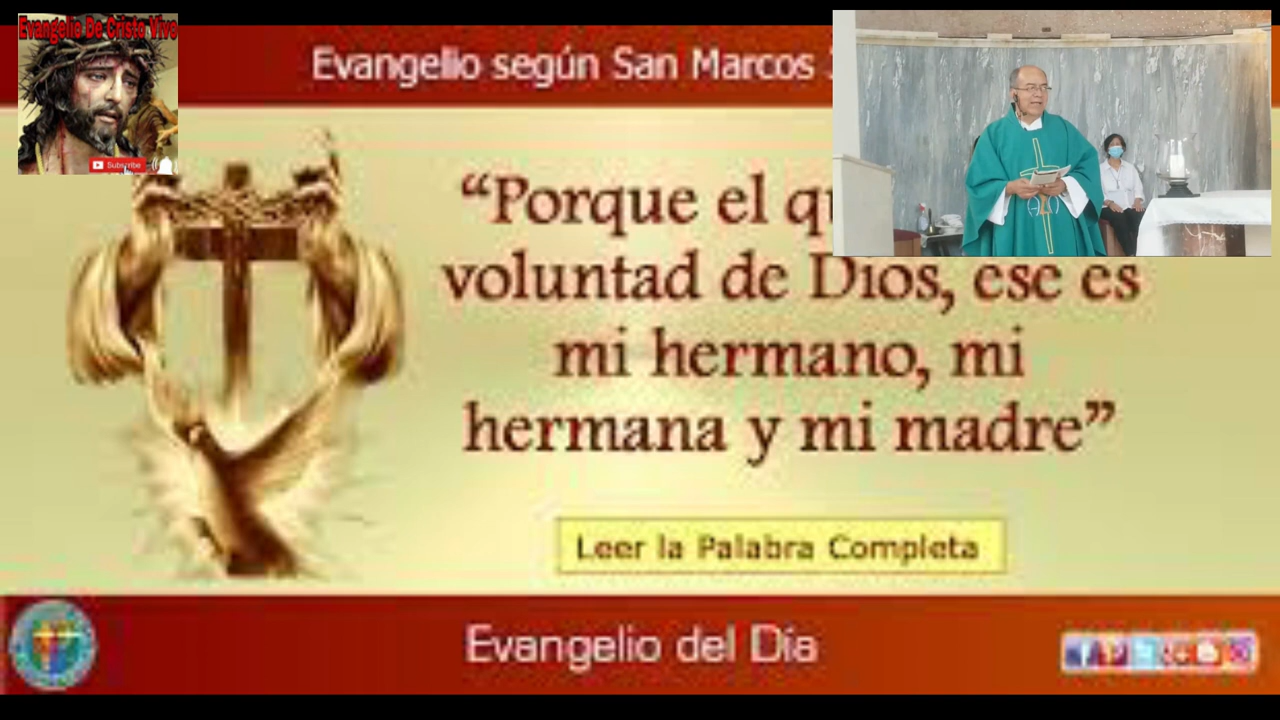 Evangelio De Cristo Vivo
Subscribe
Evangelio según San Marcos
“Porque el
voluntad de Dios, ese es
mi hermano, mi
hermana y mi madre”
Leer la Palabra Completa
Evangelio del Día